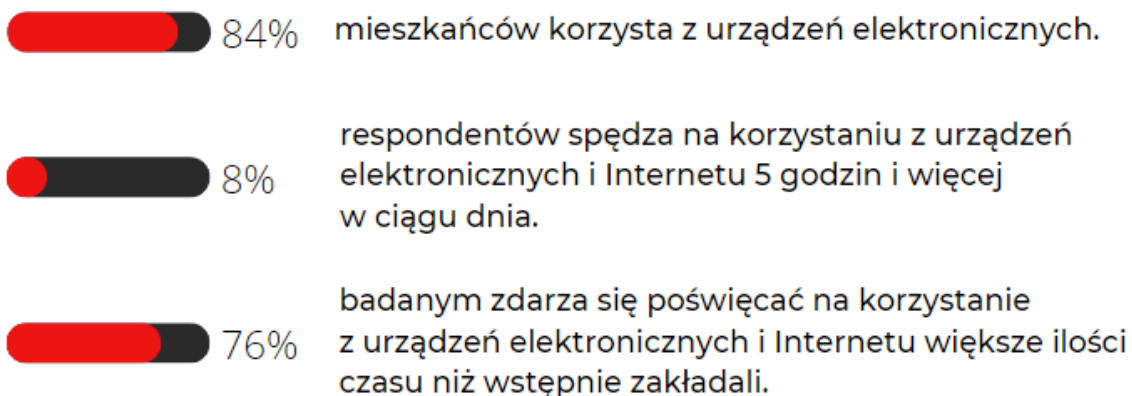 84% mieszkańców korzysta z urządzeń elektronicznych.
respondentów spędza na korzystaniu z urządzeń
8% elektronicznych i Internetu 5 godzin i więcej
w ciągu dnia.
badanym zdarza się poświęcać na korzystanie
76% z urządzeń elektronicznych i Internetu większe ilości
czasu niż wstępnie zakładali.